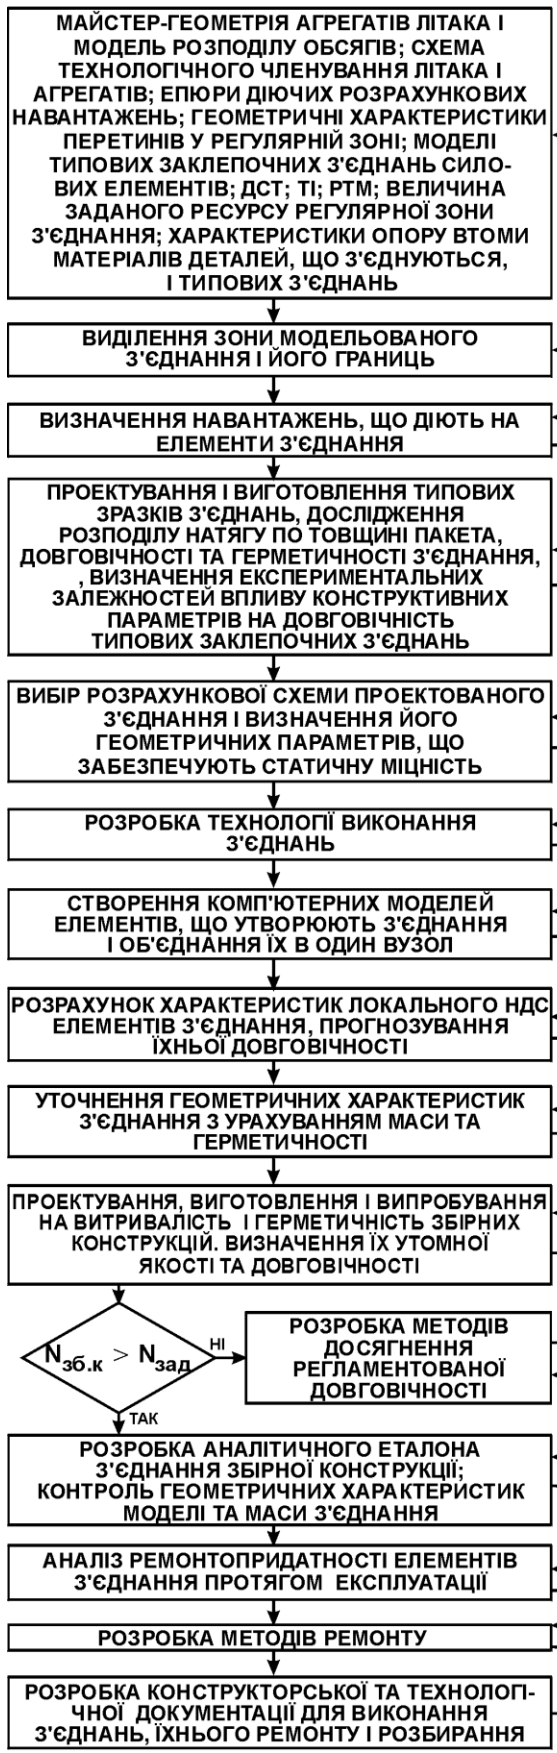 МАЙСТЕР-ГЕОМЕТРІЯ АГРЕГАТІВ ЛІТАКА І
МОДЕЛЬ РОЗПОДІЛУ ОБСЯГІВ; СХЕМА
ТЕХНОЛОГІЧНОГО ЧЛЕНУВАННЯ ЛІТАКА І
АГРЕГАТІВ; ЕПЮРИ ДІЮЧИХ РОЗРАХУНКОВИХ
НАВАНТАЖЕНЬ; ГЕОМЕТРИЧНІ ХАРАКТЕРИСТИКИ
ПЕРЕТИНІВ У РЕГУЛЯРНІЙ ЗОНІ; МОДЕЛІ
ТИПОВИХ ЗАКЛЕПОЧНИХ З'ЄДНАНЬ СИЛО-
ВИХ ЕЛЕМЕНТІВ; ДСТ; ТІ; РТМ; ВЕЛИЧИНА
ЗАДАНОГО РЕСУРСУ РЕГУЛЯРНОЇ ЗОНИ
З'ЄДНАННЯ; ХАРАКТЕРИСТИКИ ОПОРУ ВТОМИ
МАТЕРІАЛІВ ДЕТАЛЕЙ, ЩО З'ЄДНУЮТЬСЯ,
І ТИПОВИХ З'ЄДНАНЬ
ВИДІЛЕННЯ ЗОНИ МОДЕЛЬОВАНОГО
З'ЄДНАННЯ І ЙОГО ГРАНИЦЬ
ВИЗНАЧЕННЯ НАВАНТАЖЕНЬ, ЩО ДІЮТЬ НА
ЕЛЕМЕНТИ З'ЄДНАННЯ
ПРОЕКТУВАННЯ І ВИГОТОВЛЕННЯ ТИПОВИХ
ЗРАЗКІВ З'ЄДНАНЬ, ДОСЛІДЖЕННЯ
РОЗПОДІЛУ НАТЯГУ ПО ТОВЩИНІ ПАКЕТА,
ДОВГОВІЧНОСТІ ТА ГЕРМЕТИЧНОСТІ З'ЄДНАННЯ,
, ВИЗНАЧЕННЯ ЕКСПЕРИМЕНТАЛЬНИХ
ЗАЛЕЖНОСТЕЙ ВПЛИВУ КОНСТРУКТИВНИХ
ПАРАМЕТРІВ НА ДОВГОВІЧНІСТЬ
ТИПОВИХ ЗАКЛЕПОЧНИХ З'ЄДНАНЬ
ВИБІР РОЗРАХУНКОВОЇ СХЕМИ ПРОЕКТОВАНОГО
З'ЄДНАННЯ І ВИЗНАЧЕННЯ ЙОГО
ГЕОМЕТРИЧНИХ ПАРАМЕТРІВ, ЩО
ЗАБЕЗПЕЧУЮТЬ СТАТИЧНУ МІЦНІСТЬ
РОЗРОБКА ТЕХНОЛОГІЇ ВИКОНАННЯ
З'ЄДНАНЬ
СТВОРЕННЯ КОМП'ЮТЕРНИХ МОДЕЛЕЙ
ЕЛЕМЕНТІВ, ЩО УТВОРЮЮТЬ З'ЄДНАННЯ
І ОБ'ЄДНАННЯ ЇХ В ОДИН ВУЗОЛ
РОЗРАХУНОК ХАРАКТЕРИСТИК ЛОКАЛЬНОГО НДС
ЕЛЕМЕНТІВ З'ЄДНАННЯ, ПРОГНОЗУВАННЯ
ЇХНЬОЇ ДОВГОВІЧНОСТІ
УТОЧНЕННЯ ГЕОМЕТРИЧНИХ ХАРАКТЕРИСТИК
З'ЄДНАННЯ З УРАХУВАННЯМ МАСИ ТА
ГЕРМЕТИЧНОСТІ
ПРОЕКТУВАННЯ, ВИГОТОВЛЕННЯ І ВИПРОБУВАННЯ
НА ВИТРИВАЛІСТЬ І ГЕРМЕТИЧНІСТЬ ЗБІРНИХ
КОНСТРУКЦІЙ. ВИЗНАЧЕННЯ ЇХ УТОМНОЇ
ЯКОСТІ ТА ДОВГОВІЧНОСТІ
Nзб.к > Nзад
НІ
РОЗРОБКА МЕТОДІВ
ДОСЯГНЕННЯ
РЕГЛАМЕНТОВАНОЇ
ДОВГОВІЧНОСТІ
ТАК
РОЗРОБКА АНАЛІТИЧНОГО ЕТАЛОНА
З'ЄДНАННЯ ЗБІРНОЇ КОНСТРУКЦІЇ;
КОНТРОЛЬ ГЕОМЕТРИЧНИХ ХАРАКТЕРИСТИК
МОДЕЛІ ТА МАСИ З'ЄДНАННЯ
АНАЛІЗ РЕМОНТОПРИДАТНОСТІ ЕЛЕМЕНТІВ
З'ЄДНАННЯ ПРОТЯГОМ ЕКСПЛУАТАЦІЇ
РОЗРОБКА МЕТОДІВ РЕМОНТУ
РОЗРОБКА КОНСТРУКТОРСЬКОЇ ТА ТЕХНОЛОГІ-
ЧНОЇ ДОКУМЕНТАЦІЇ ДЛЯ ВИКОНАННЯ
З'ЄДНАНЬ, ЇХНЬОГО РЕМОНТУ І РОЗБИРАННЯ